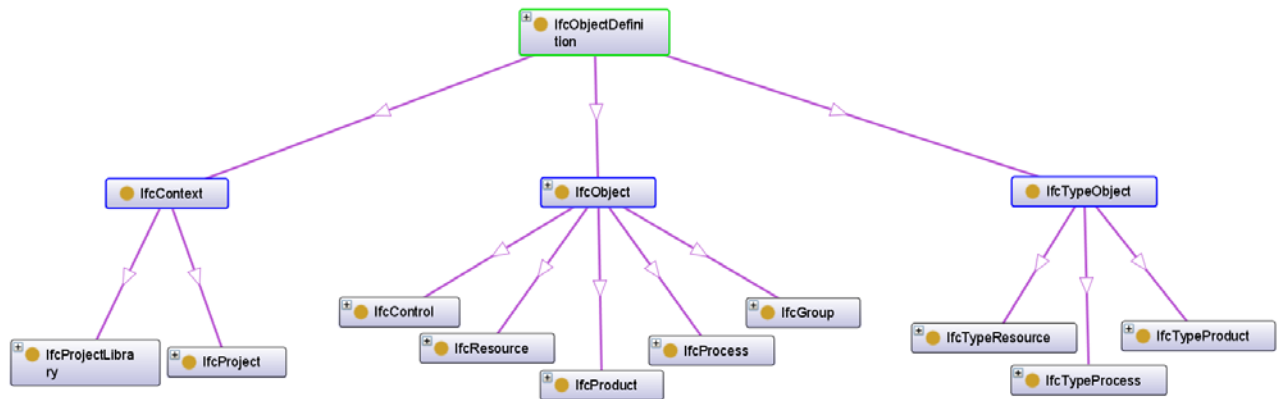 IfcObjectDefini
tion
IfcContext
IfcObject
IfcTypeObject
IfcControl
IfcGroup
IfcResource
IfcProcess
IfcTypeResource
IfcTypeProduct
IfcProjectLibra
ry
IfcProject
IfcProduct
IfcTypeProcess